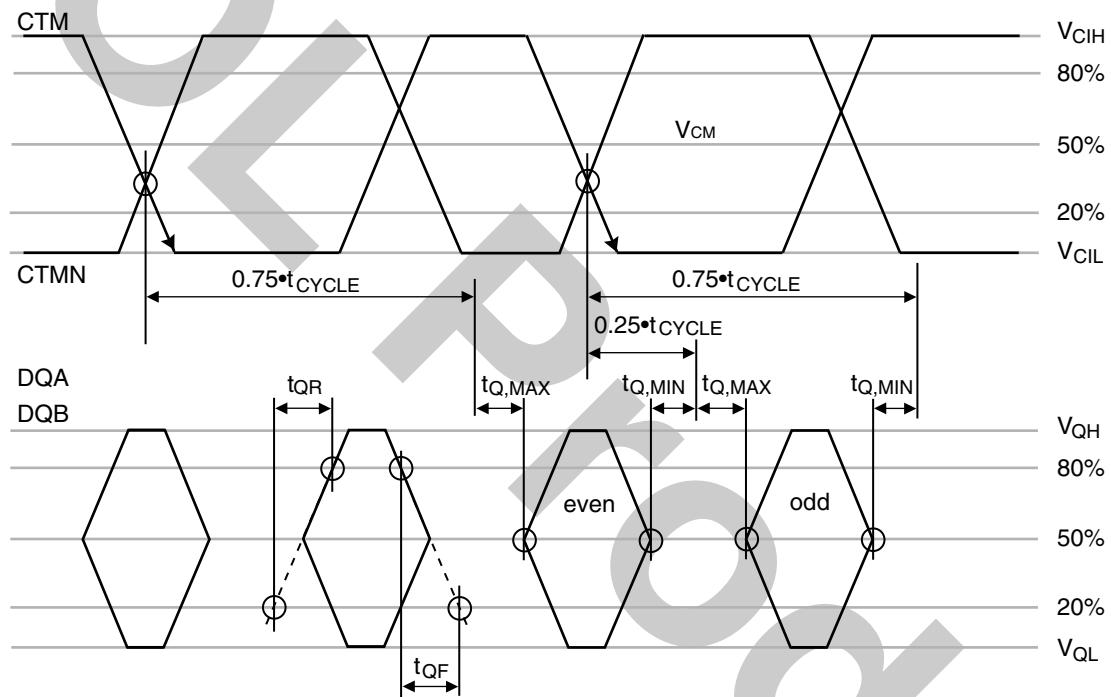 CTM
VCIH
80%
VCM
50%
20%
VCIL
CTMN
0.75•tCYCLE
0.75•tCYCLE
0.25•tCYCLE
DQA
DQB
tQR
tQ,MAX
tQ,MIN
tQ,MAX
tQ,MIN
VQH
80%
even
odd
50%
20%
VQL
tQF